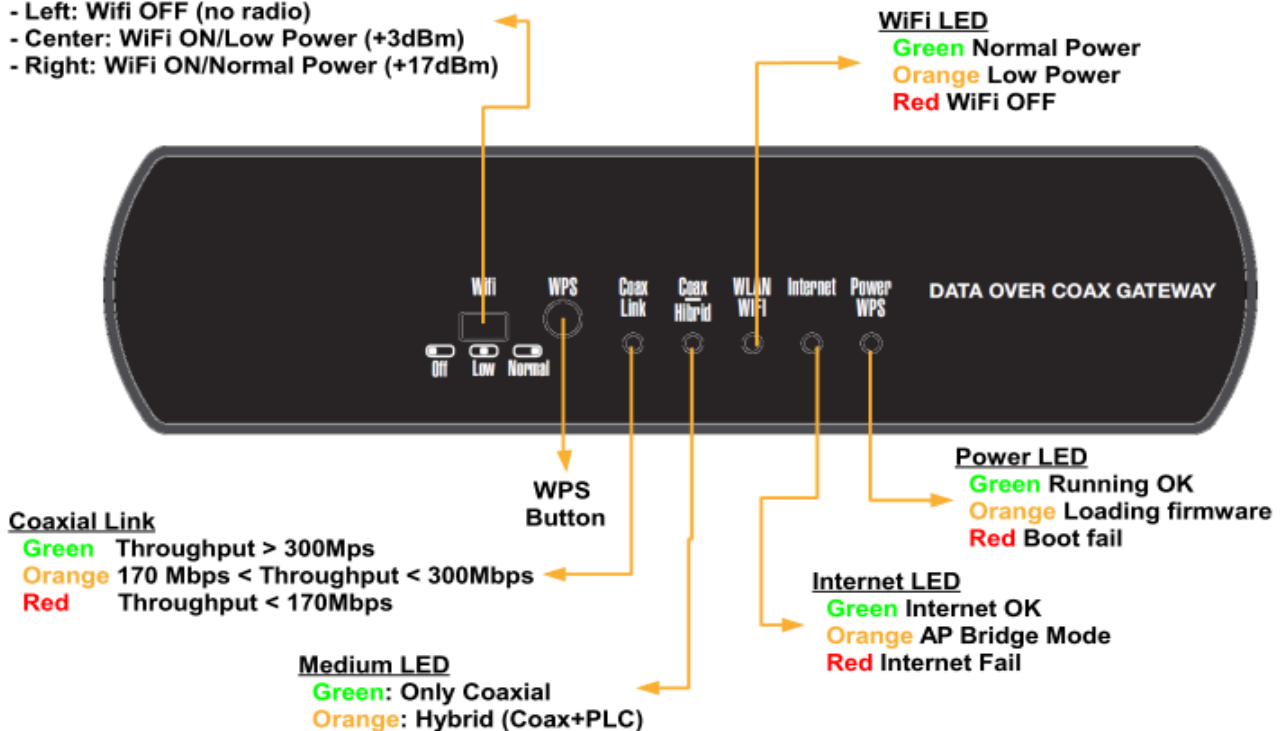 - Left: Wifi OFF (no radio)
- Center: WiFi ON/Low Power (+3dBm)
- Right: WiFi ON/Normal Power (+17dBm)
WiFi LED
Green Normal Power
Orange Low Power
Red WiFi OFF
Wifi
WPS
Coax
Link
Coax
Hibrid
WLAN
WIFI
Internet
Power
WPS
DATA OVER COAX GATEWAY
Off
Low
Normal
WPS
Button
Power LED
Green Running OK
Orange Loading firmware
Red Boot fail
Coaxial Link
Green Throughput > 300Mps
Orange 170 Mbps < Throughput < 300Mbps
Red Throughput < 170Mbps
Internet LED
Green Internet OK
Orange AP Bridge Mode
Red Internet Fail
Medium LED
Green: Only Coaxial
Orange: Hybrid (Coax+PLC)